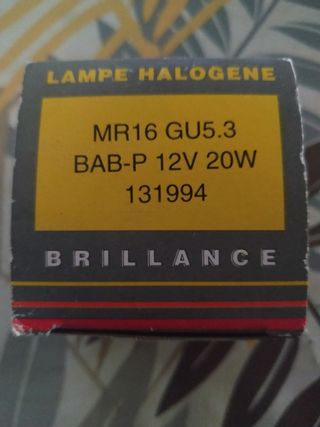 LAMPE HALOGENE
MR16 GU5.3
BAB-P 12V 20W
131994
BRILLANCE